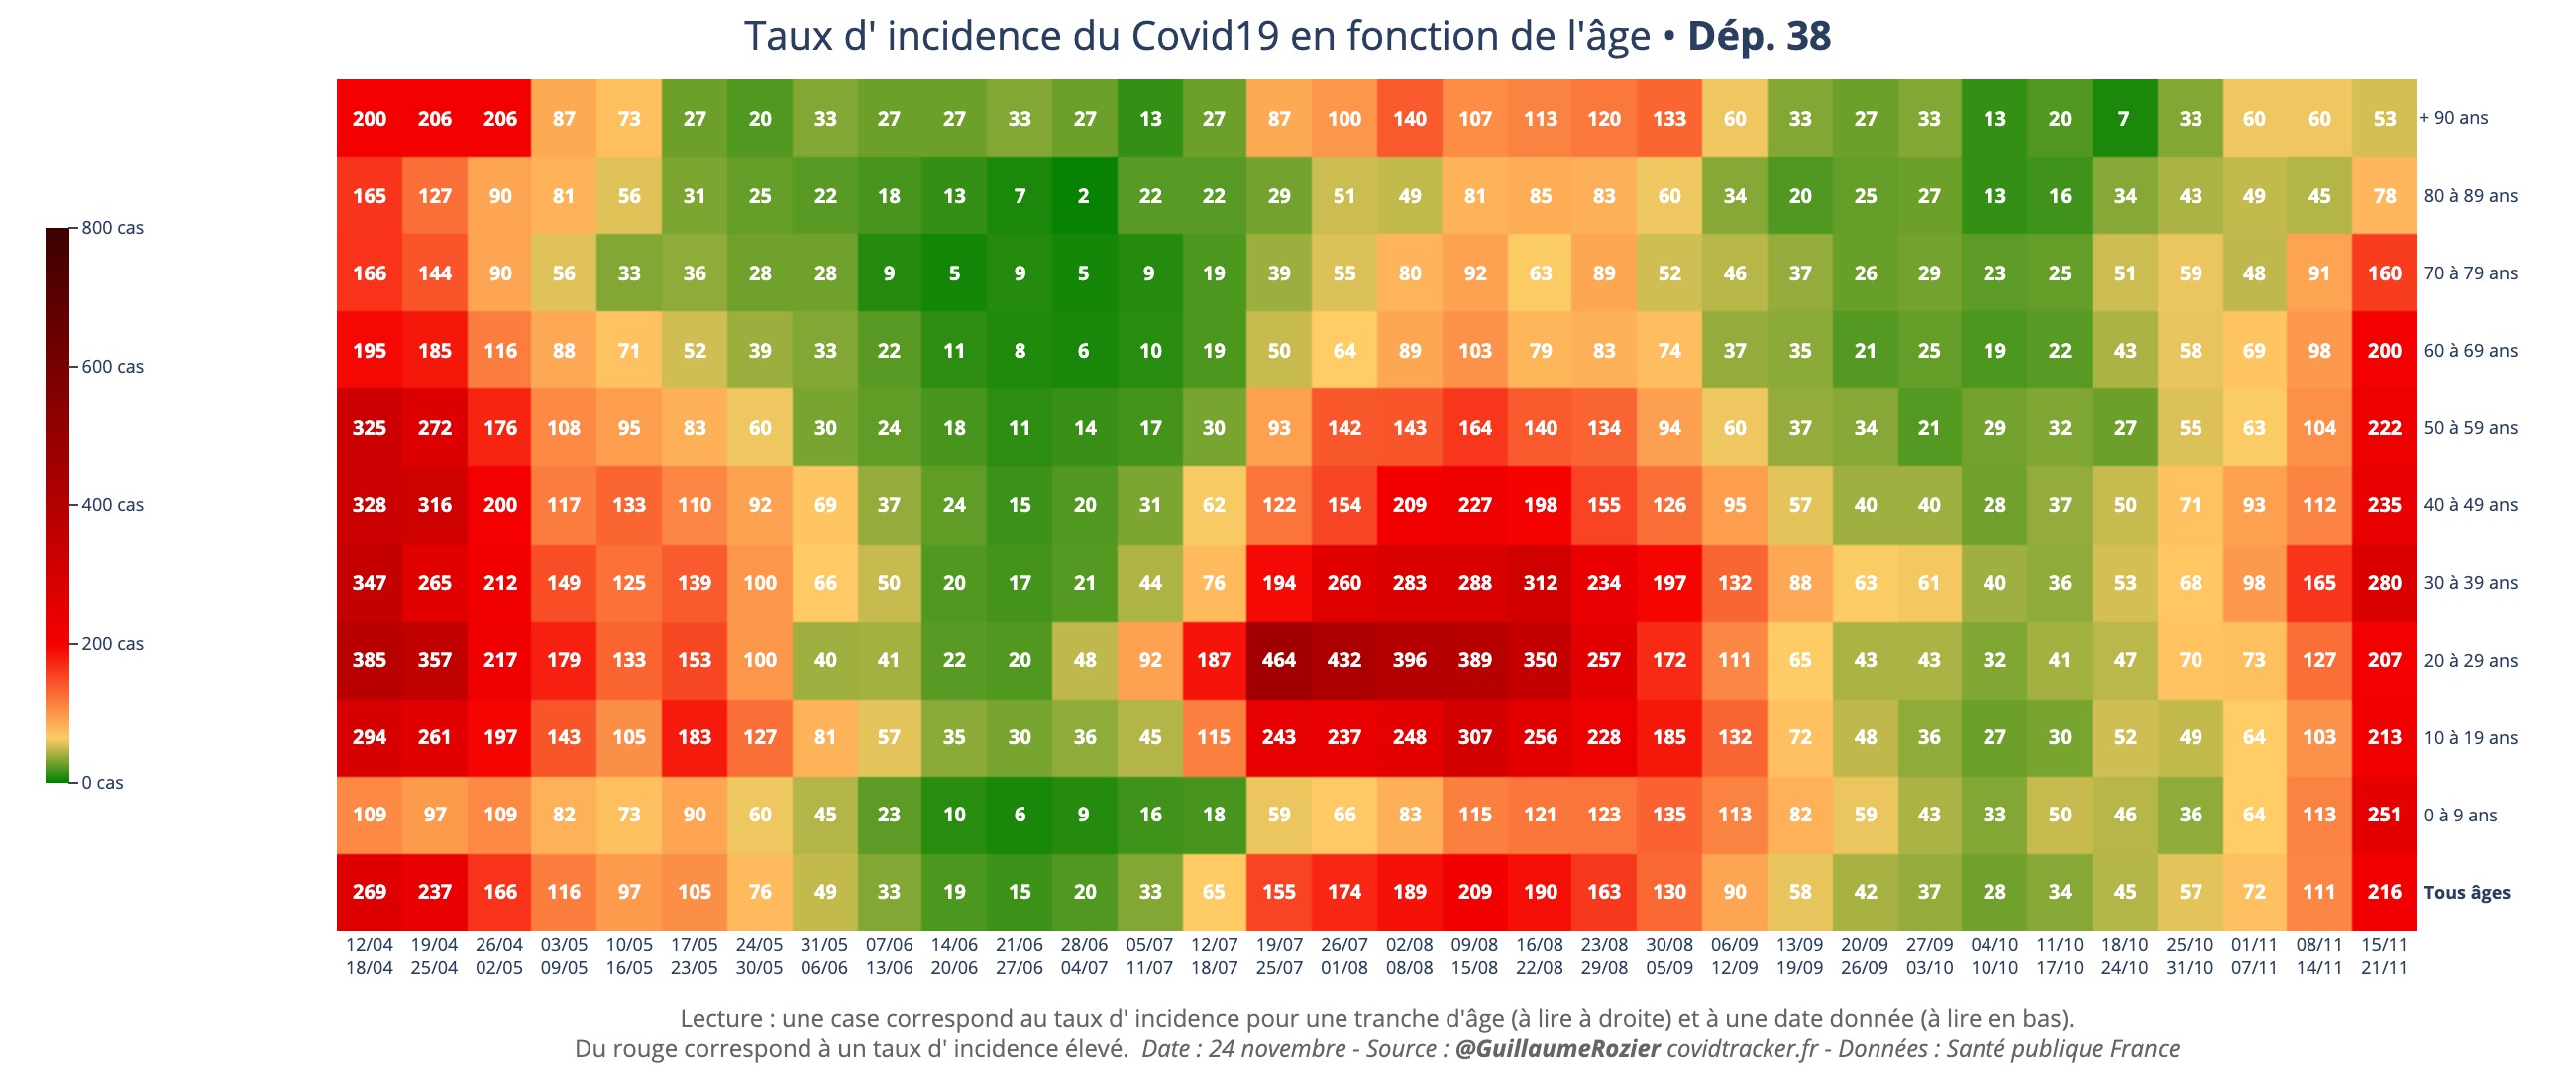 Taux d' incidence du Covid19 en fonction de l'âge • Dép. 38
800 cas
600 cas
400 cas
200 cas
0 cas
200 206 206 87 73 27 20 33 27 27 33 27 13 27 87 100 140 107 113 120 133 60 33 27 33 13 20 7 33 60 60 53 + 90 ans
165 127 90 81 56 31 25 22 18 13 7 2 22 22 29 51 49 81 85 83 60 34 20 25 27 13 16 34 43 49 45 78 80 à 89 ans
166 144 90 56 33 36 28 28 9 5 9 5 9 19 39 55 80 92 63 89 52 46 37 26 29 23 25 51 59 48 91 160 70 à 79 ans
195 185 116 88 71 52 39 33 22 11 8 6 10 19 50 64 89 103 79 83 74 37 35 21 25 19 22 43 58 69 98 200 60 à 69 ans
325 272 176 108 95 83 60 30 24 18 11 14 17 30 93 142 143 164 140 134 94 60 37 34 21 29 32 27 55 63 104 222 50 à 59 ans
328 316 200 117 133 110 92 69 37 24 15 20 31 62 122 154 209 227 198 155 126 95 57 40 40 28 37 50 71 93 112 235 40 à 49 ans
347 265 212 149 125 139 100 66 50 20 17 21 44 76 194 260 283 288 312 234 197 132 88 63 61 40 36 53 68 98 165 280 30 à 39 ans
385 357 217 179 133 153 100 40 41 22 20 48 92 187 464 432 396 389 350 257 172 111 65 43 43 32 41 47 70 73 127 207 20 à 29 ans
294 261 197 143 105 183 127 81 57 35 30 36 45 115 243 237 248 307 256 228 185 132 72 48 36 27 30 52 49 64 103 213 10 à 19 ans
109 97 109 82 73 90 60 45 23 10 6 9 16 18 59 66 83 115 121 123 135 113 82 59 43 33 50 46 36 64 113 251 0 à 9 ans
269 237 166 116 97 105 76 49 33 19 15 20 33 65 155 174 189 209 190 163 130 90 58 42 37 28 34 45 57 72 111 216 Tous âges
12/04 19/04 26/04 03/05 10/05 17/05 24/05 31/05 07/06 14/06 21/06 28/06 05/07 12/07 19/07 26/07 02/08 09/08 16/08 23/08 30/08 06/09 13/09 20/09 27/09 04/10 11/10 18/10 25/10 01/11 08/11 15/11
18/04 25/04 02/05 09/05 16/05 23/05 30/05 06/06 13/06 20/06 27/06 04/07 11/07 18/07 25/07 01/08 08/08 15/08 22/08 29/08 05/09 12/09 19/09 26/09 03/10 10/10 17/10 24/10 31/10 07/11 14/11 21/11
Lecture : une case correspond au taux d' incidence pour une tranche d'âge (à lire à droite) et à une date donnée (à lire en bas).
Du rouge correspond à un taux d' incidence élevé. Date : 24 novembre - Source : @GuillaumeRozier covidtracker.fr - Données : Santé publique France